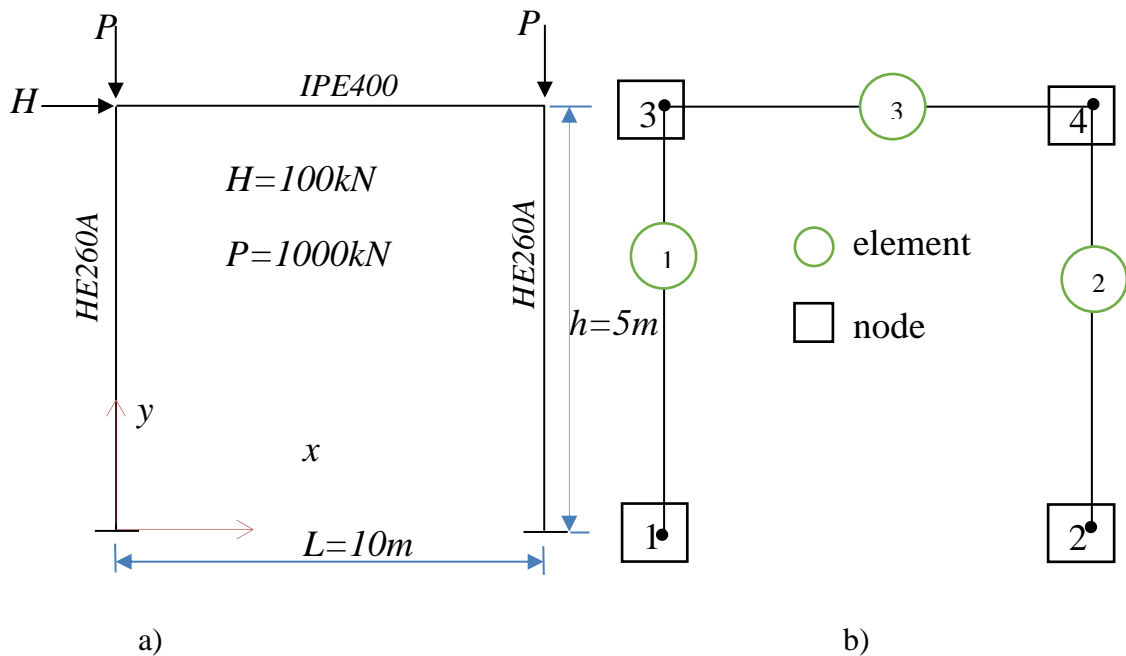 P
P
H
IPE400
H=100kN
P=1000kN
HE260A
HE260A
h=5m
y
x
L=10m
a)
3
3
4
1
2
element
node
1
2
b)